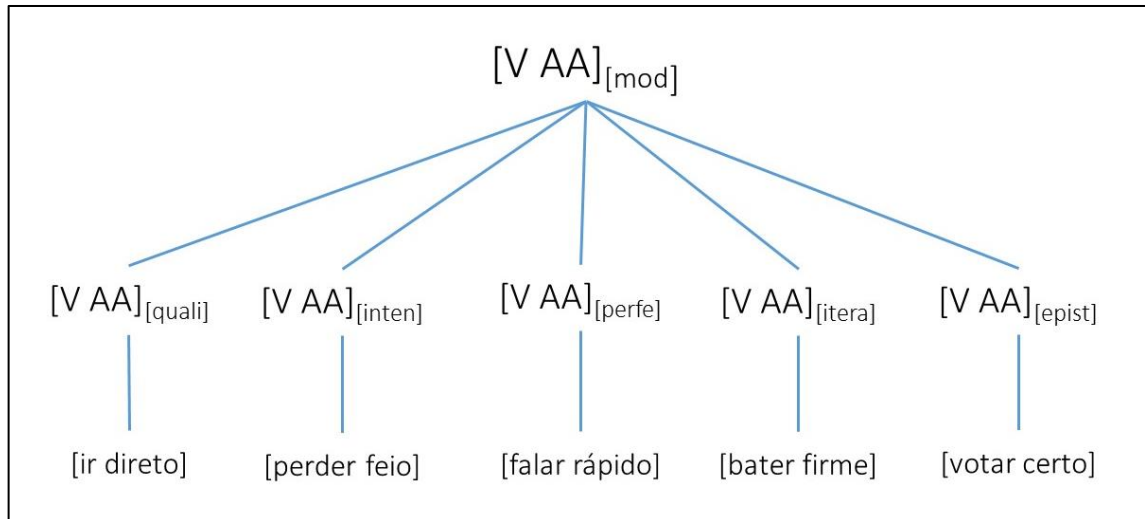 [V AA][mod]
[V AA][quali] [V AA][inten] [V AA][perfe] [V AA][itera] [V AA][epist]
[ir direto] [perder feio] [falar rápido] [bater firme] [votar certo]